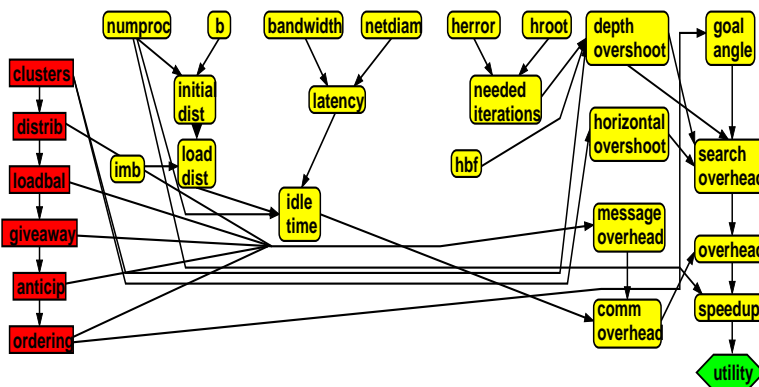 numproc
b
bandwidth
netdiam
herror
hroot
depth
overshoot
goal
angle
clusters
initial
dist
latency
needed
iterations
distrib
horizontal
overshoot
imb
load
dist
hbf
search
overhead
loadbal
idle
time
message
overhead
giveaway
overhead
anticip
comm
overhead
speedup
ordering
utility